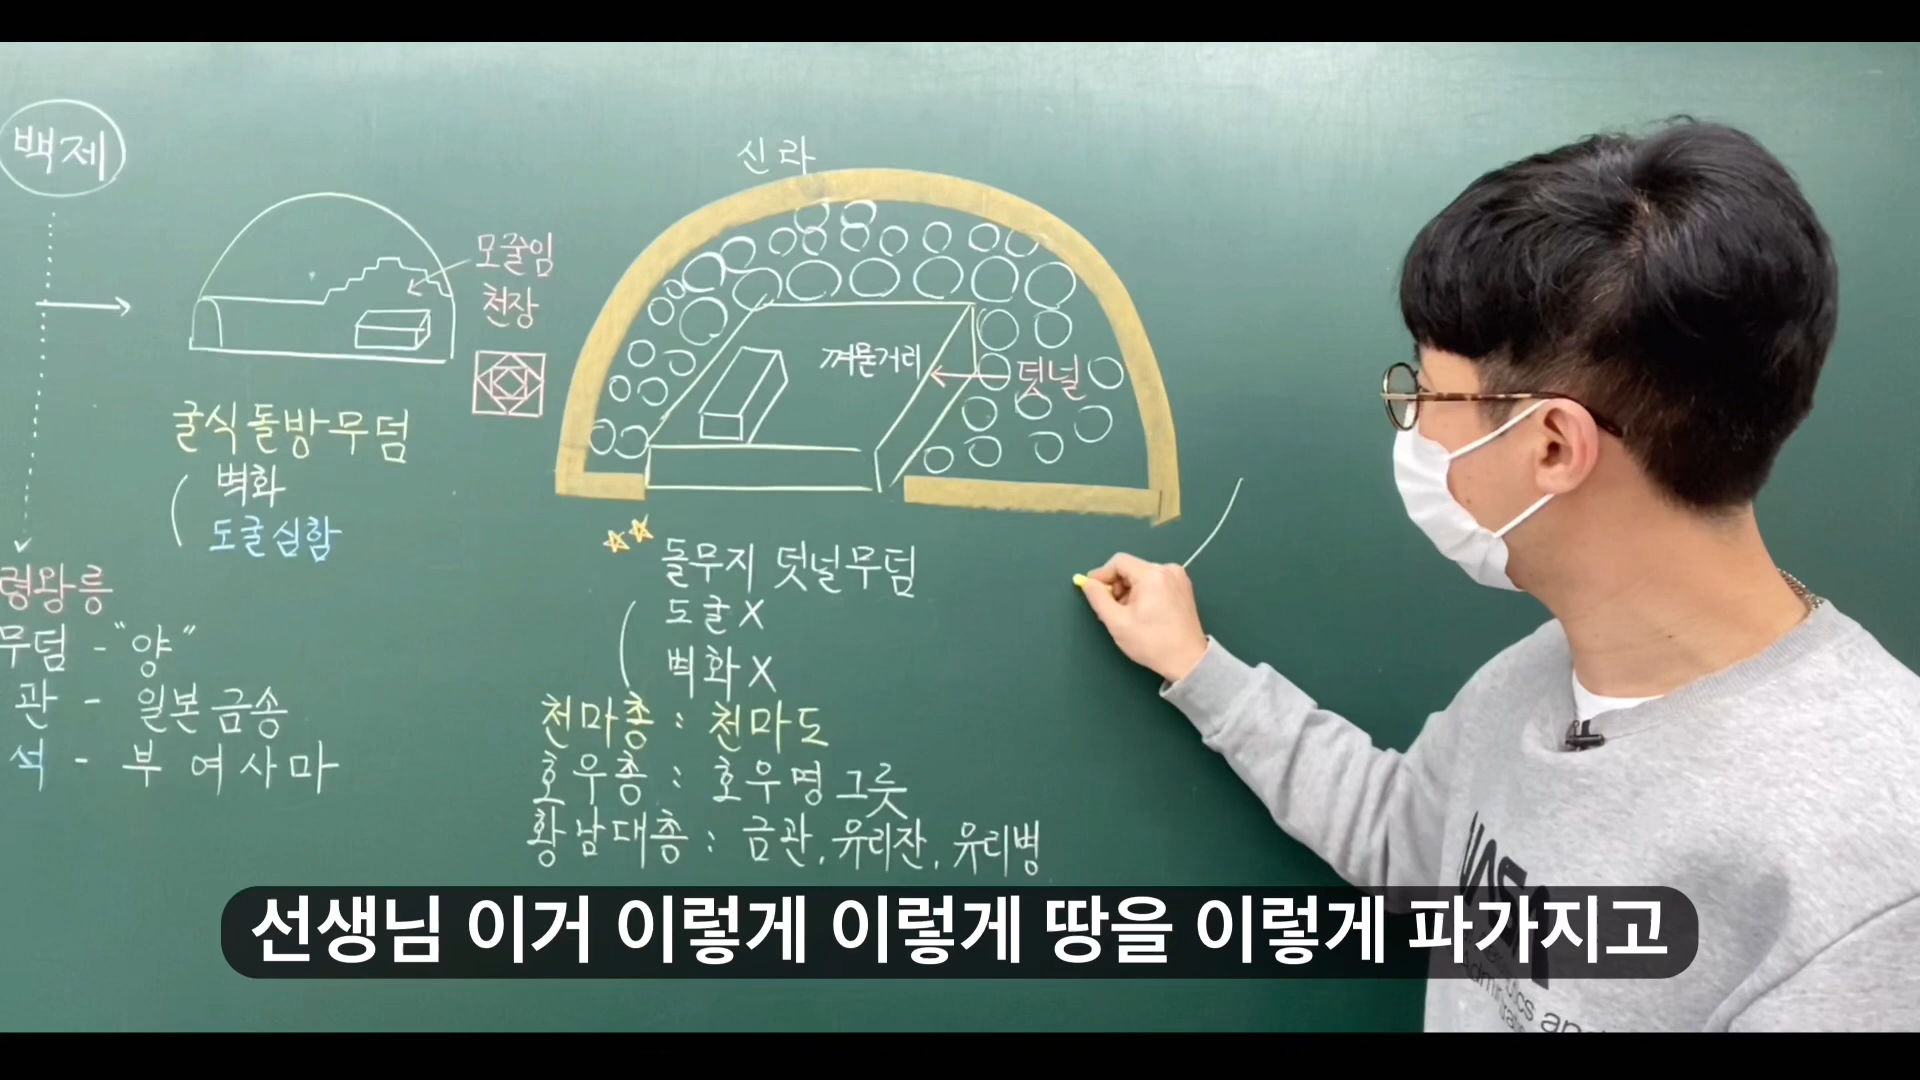 백제
신라
모줄임
천장
껴묻거리
덧널
굴식돌방무덤
벽화
도굴심함
령왕릉
무덤 - "양"
관 - 일본금송
석 - 부여사마
돌무지 덧널무덤
도굴X
벽화X
천마총 : 천마도
호우총 : 호우명그릇
황남대총 : 금관, 유리잔, 유리병
선생님 이거 이렇게 이렇게 땅을 이렇게 파가지고